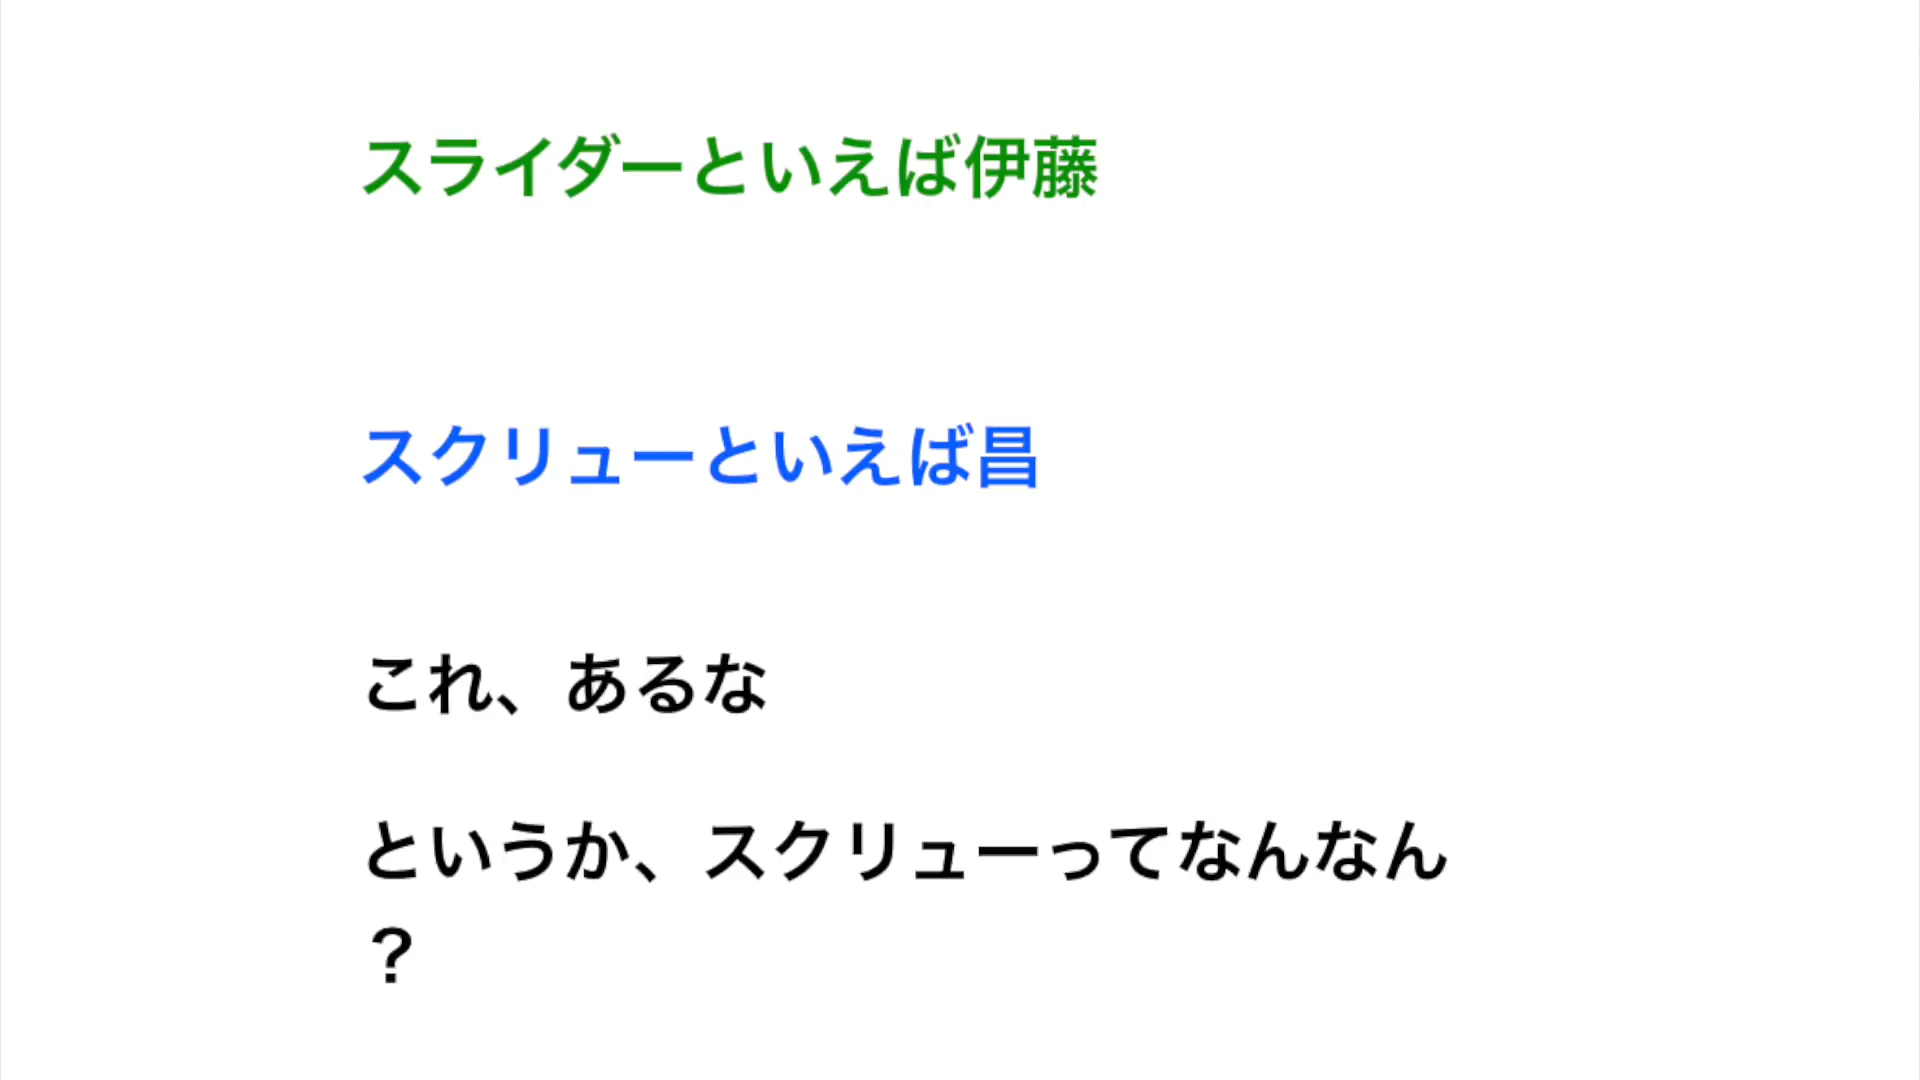 スライダーといえば伊藤
スクリューといえば昌
これ、あるな
というか、スクリューってなんなん
？